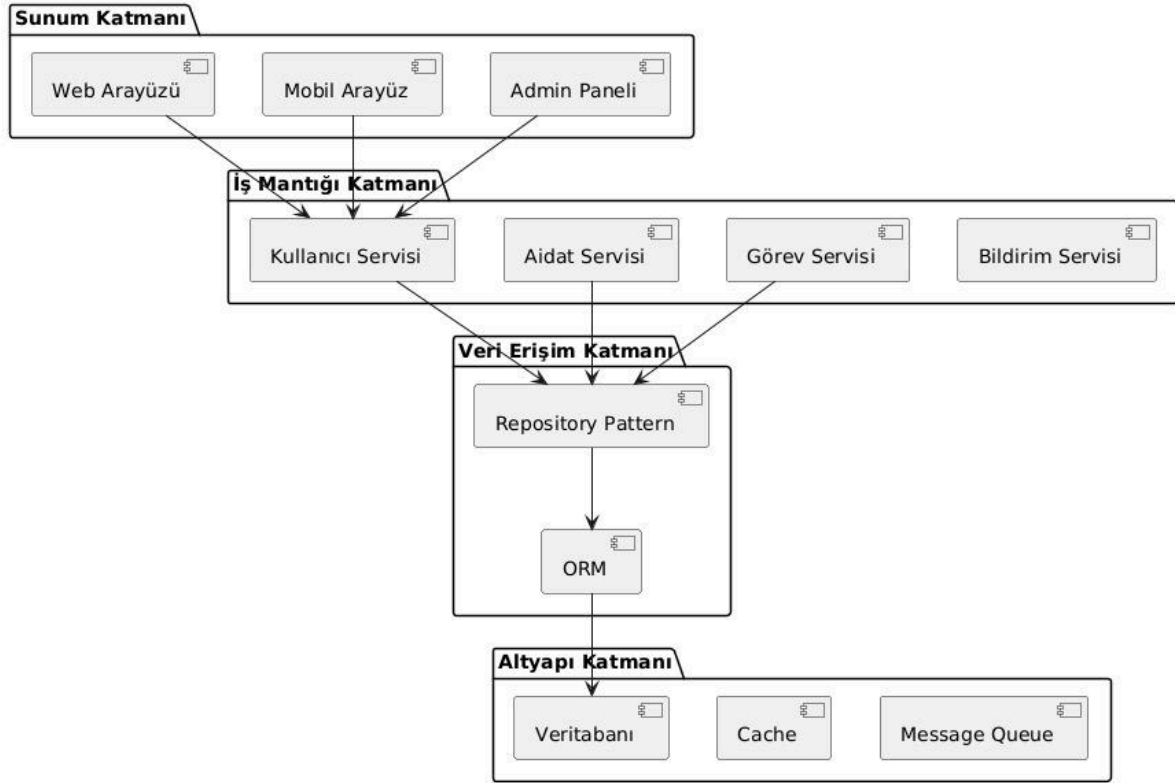 Sunum Katmanı
Web Arayüzü
Mobil Arayüz
Admin Paneli
İş Mantığı Katmanı
Kullanıcı Servisi
Aidat Servisi
Görev Servisi
Bildirim Servisi
Veri Erişim Katmanı
Repository Pattern
ORM
Altyapı Katmanı
Veritabanı
Cache
Message Queue